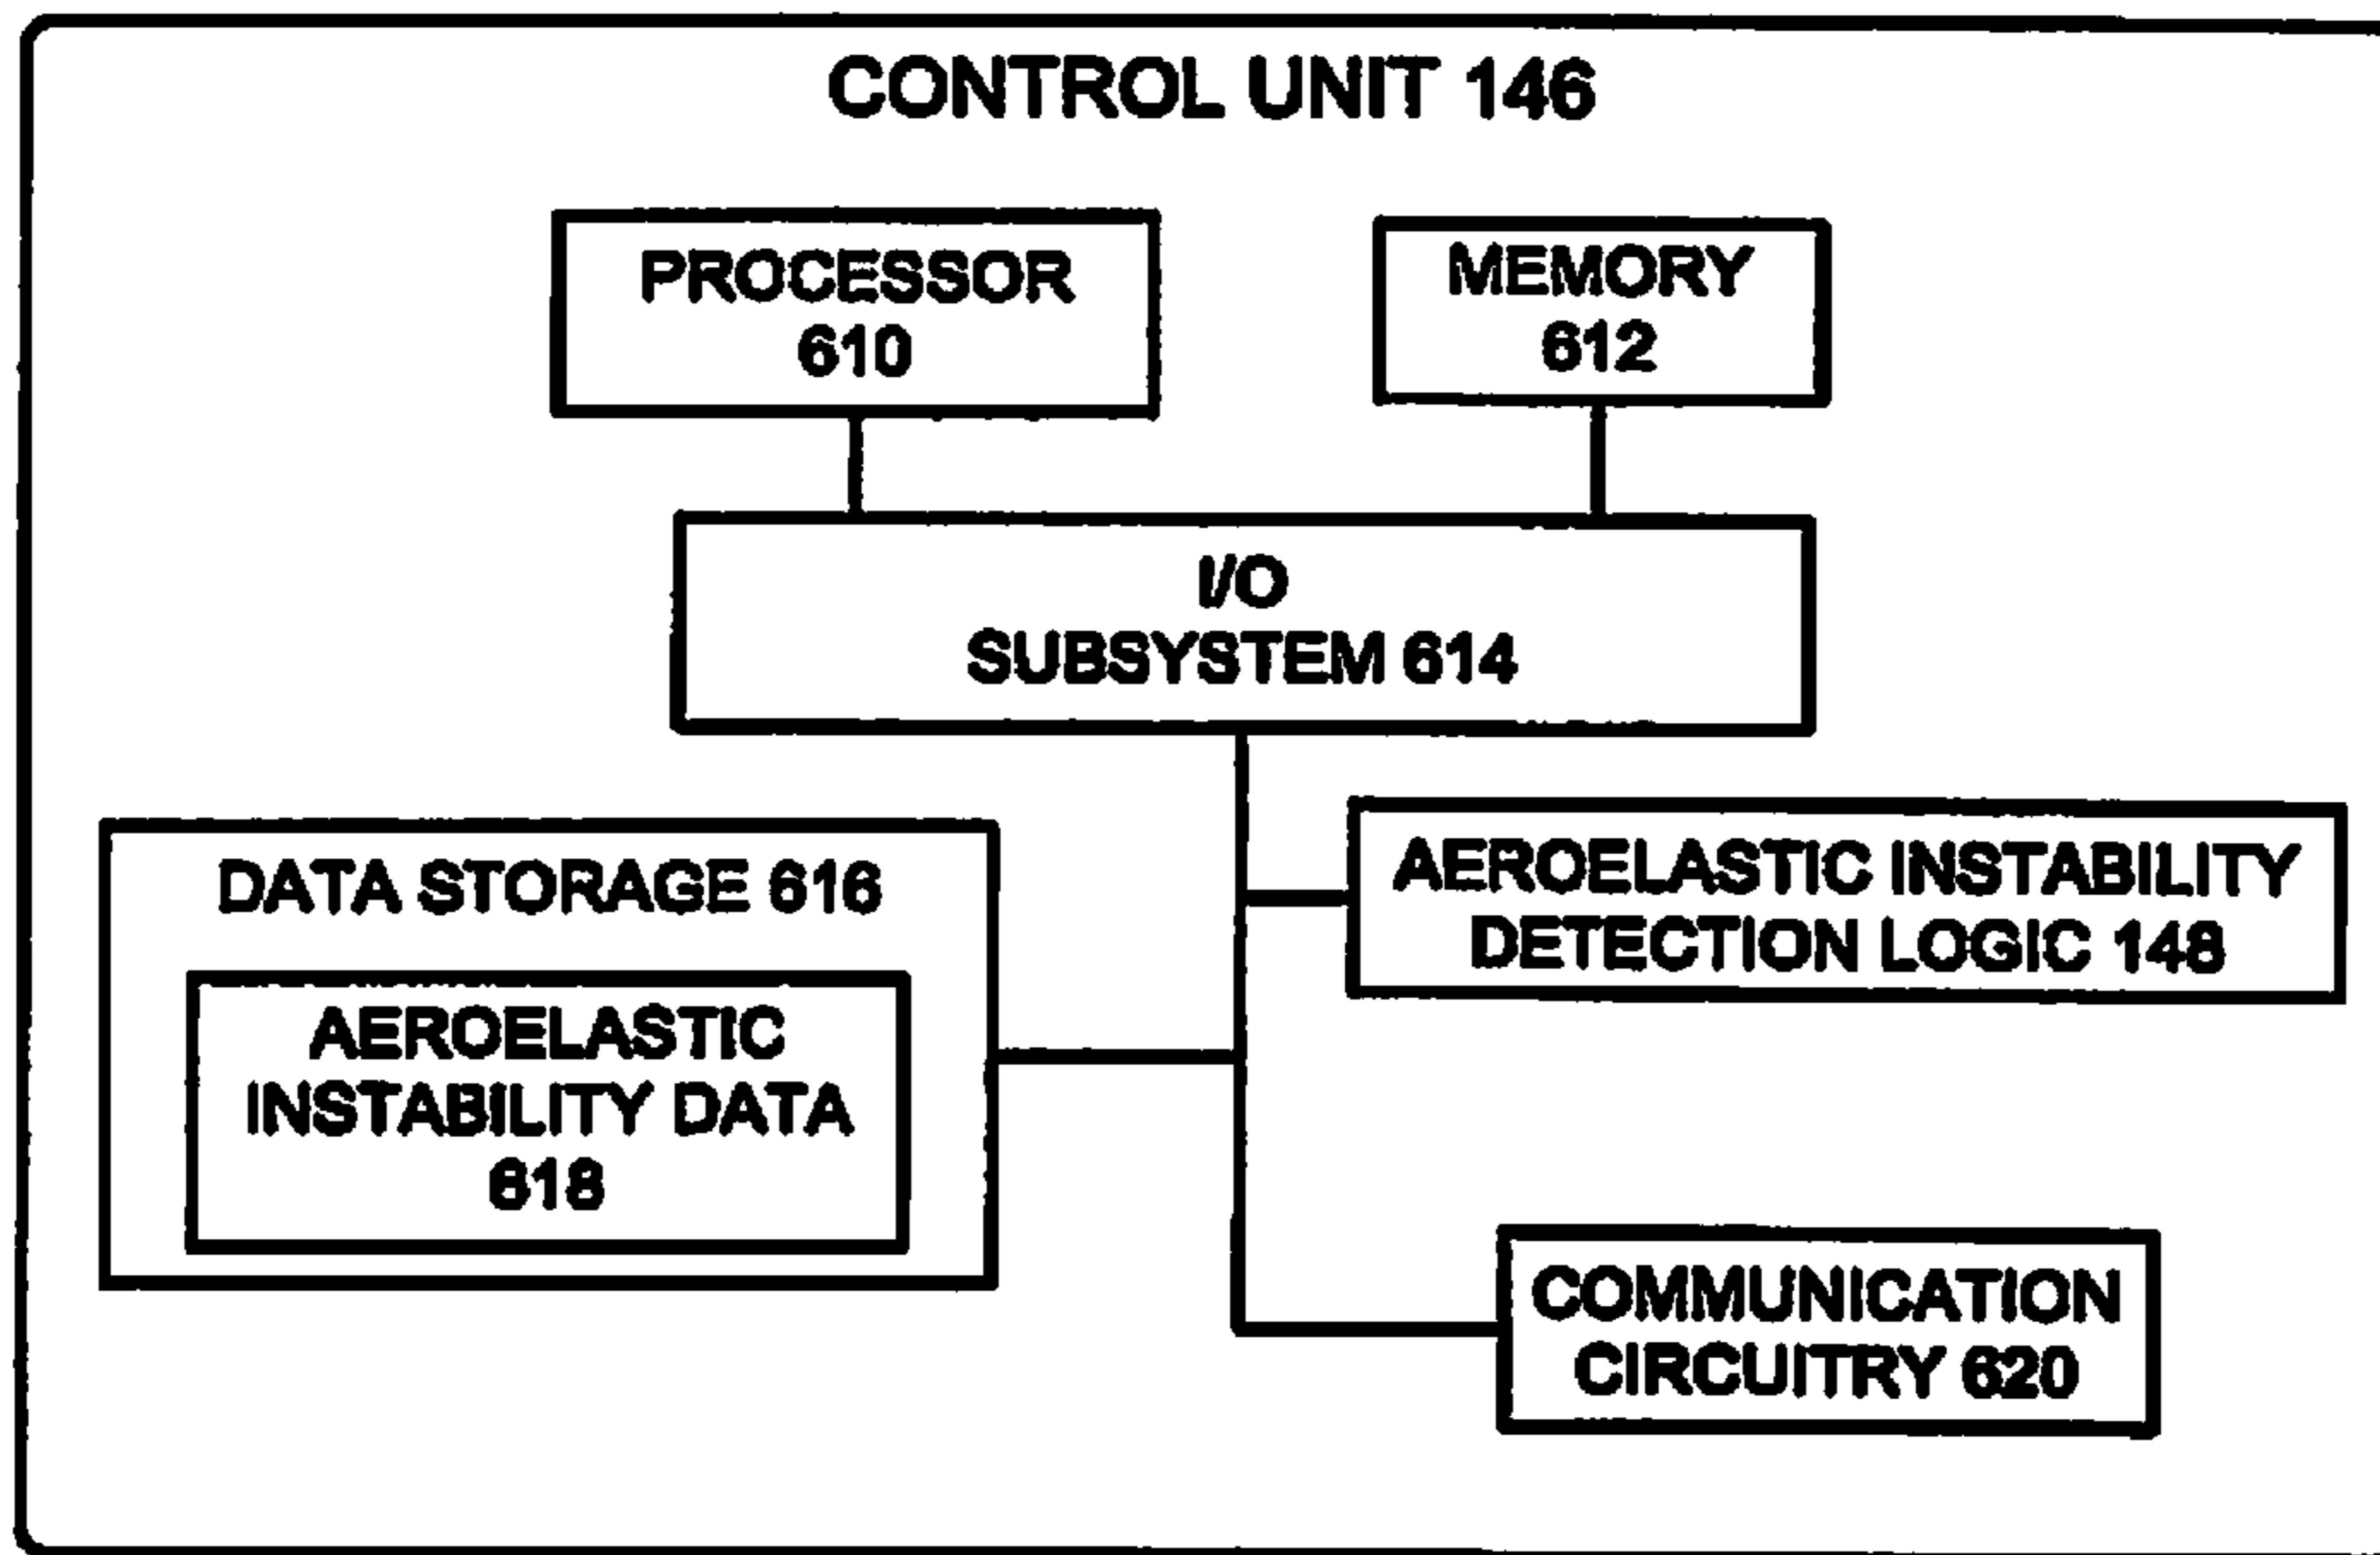 CONTROL UNIT 146
PROCESSOR
610
MEMORY
612
I/O
SUBSYSTEM 614
DATA STORAGE 616
AEROELASTIC
INSTABILITY DATA
618
AEROELASTIC INSTABILITY
DETECTION LOGIC 148
COMMUNICATION
CIRCUITRY 620